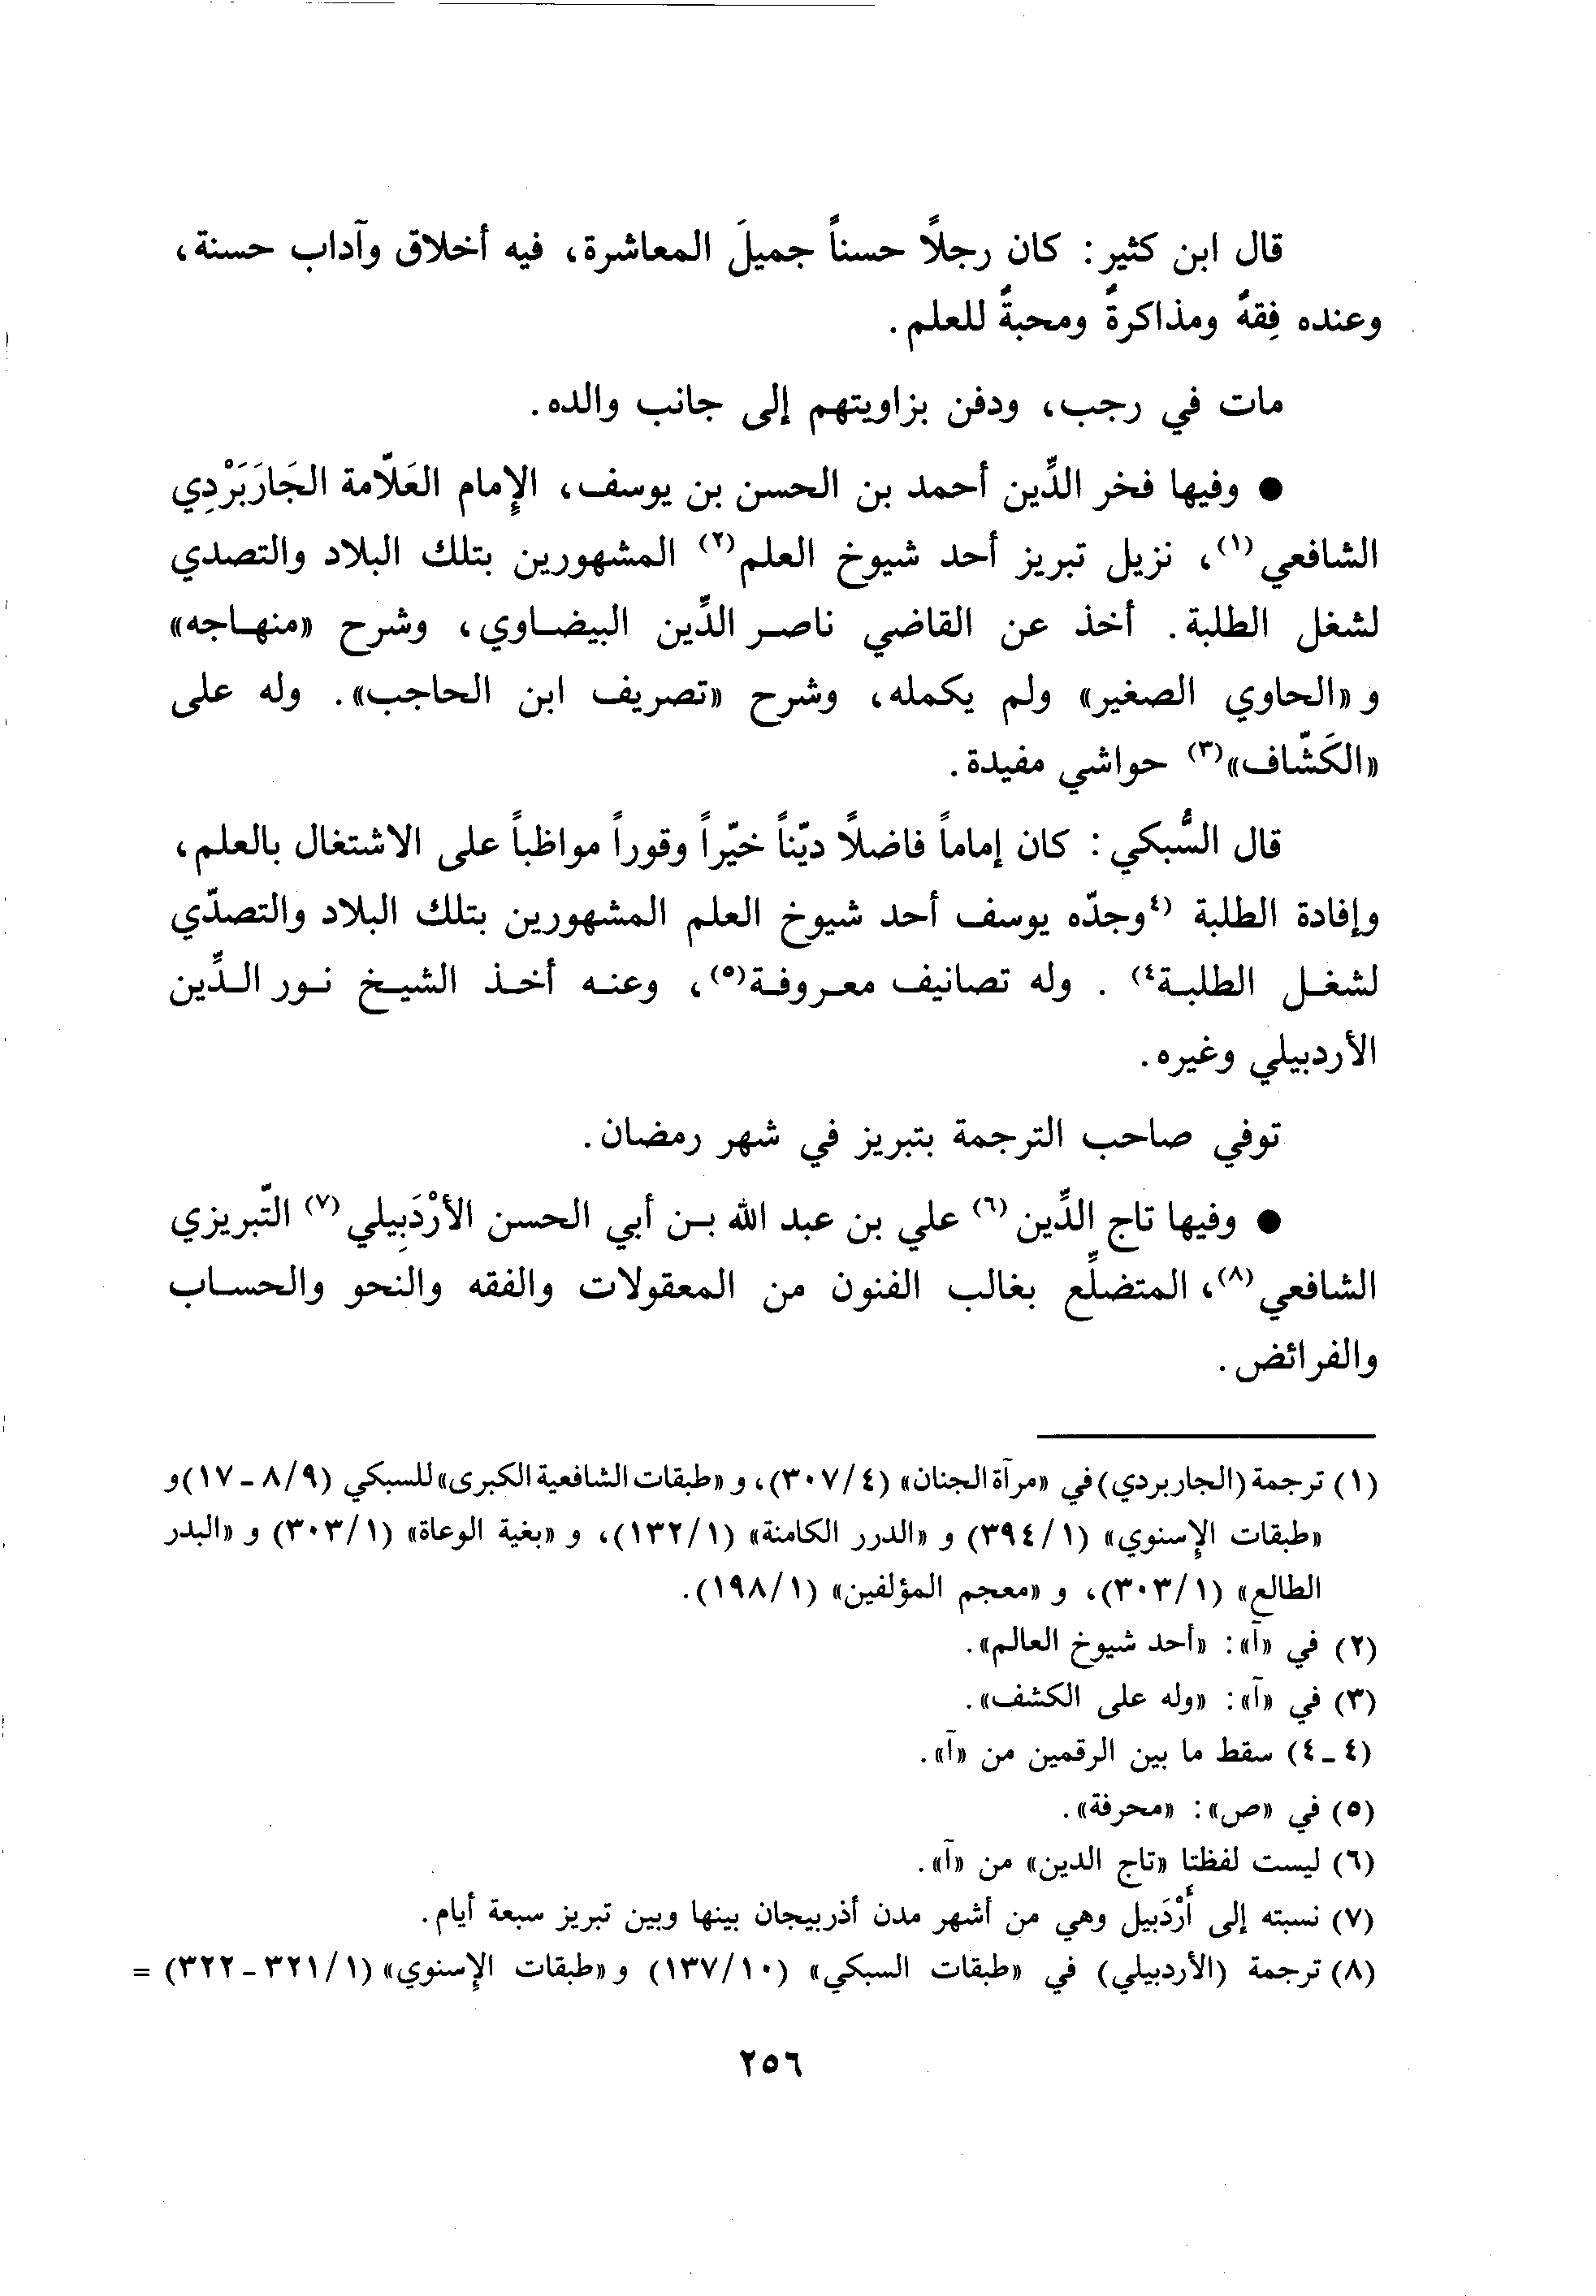 قال ابن كثير: كان رجلًا حسناً جميلَ المعاشرة، فيه أخلاق وآداب حسنة،
وعنده فِقهٌ ومذاكرةٌ ومحبةٌ للعلم.
مات في رجب، ودفن بزاويتهم إلى جانب والده.
● وفيها فخر الدِّين أحمد بن الحسن بن يوسف، الإِمام العَلّامة الجَارَبَرْدِي
الشافعي(١)، نزيل تبريز أحد شيوخ العلم(٢) المشهورين بتلك البلاد والتصدي
لشغل الطلبة. أخذ عن القاضي ناصر الدِّين البيضاوي، وشرح «منهاجه»
و «الحاوي الصغير» ولم يكمله، وشرح «تصريف ابن الحاجب». وله على
«الكَشّاف»(٣) حواشي مفيدة.
قال السُّبكي: كان إماماً فاضلًا ديّناً خيّراً وقوراً مواظباً على الاشتغال بالعلم،
وإفادة الطلبة (٤وجدّه يوسف أحد شيوخ العلم المشهورين بتلك البلاد والتصدّي
لشغل الطلبة٤). وله تصانيف معروفة(٥)، وعنه أخذ الشيخ نور الدِّين
الأردبيلي وغيره.
توفي صاحب الترجمة بتبريز في شهر رمضان.
● وفيها تاج الدِّين(٦) علي بن عبد الله بن أبي الحسن الأرْدَبِيلي(٧) التّبريزي
الشافعي(٨)، المتضلِّع بغالب الفنون من المعقولات والفقه والنحو والحساب
والفرائض.
(١) ترجمة (الجاربردي) في «مرآة الجنان» (٤/ ٣٠٧)، و «طبقات الشافعية الكبرى» للسبكي (٩/ ٨ - ١٧) و
«طبقات الإِسنوي» (١/ ٣٩٤) و «الدرر الكامنة» (١/ ١٣٢)، و «بغية الوعاة» (١/ ٣٠٣) و «البدر
الطالع» (١/ ٣٠٣)، و «معجم المؤلفين» (١/ ١٩٨).
(٢) في «آ»: «أحد شيوخ العالم».
(٣) في «آ»: «وله على الكشف».
(٤ - ٤) سقط ما بين الرقمين من «آ».
(٥) في «ص»: «محرفة».
(٦) ليست لفظتا «تاج الدين» من «آ».
(٧) نسبته إلى أَرْدَبيل وهي من أشهر مدن أذربيجان بينها وبين تبريز سبعة أيام.
(٨) ترجمة (الأردبيلي) في «طبقات السبكي» (١٠/ ١٣٧) و «طبقات الإِسنوي» (١/ ٣٢١ - ٣٢٢) =
٢٥٦